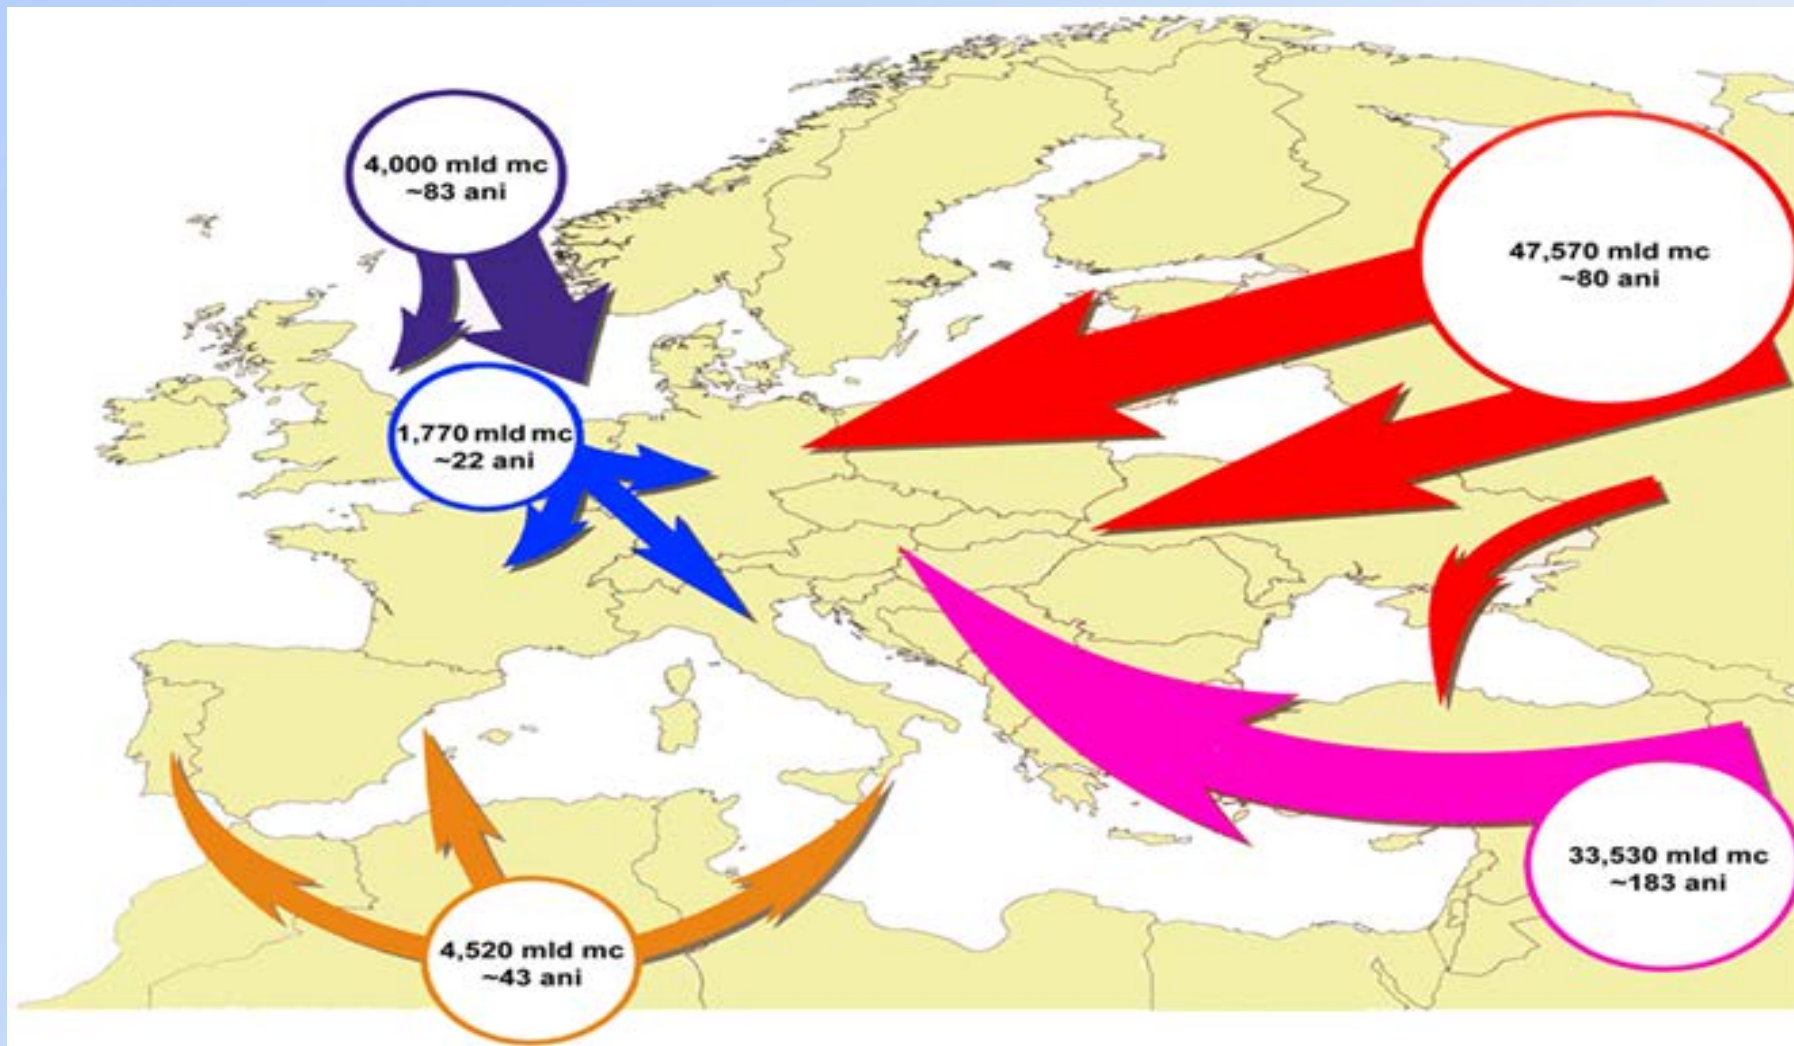 4,000 mld mc
~83 ani
47,570 mld mc
~80 ani
1,770 mld mc
~22 ani
33,530 mld mc
~183 ani
4,520 mld mc
~43 ani